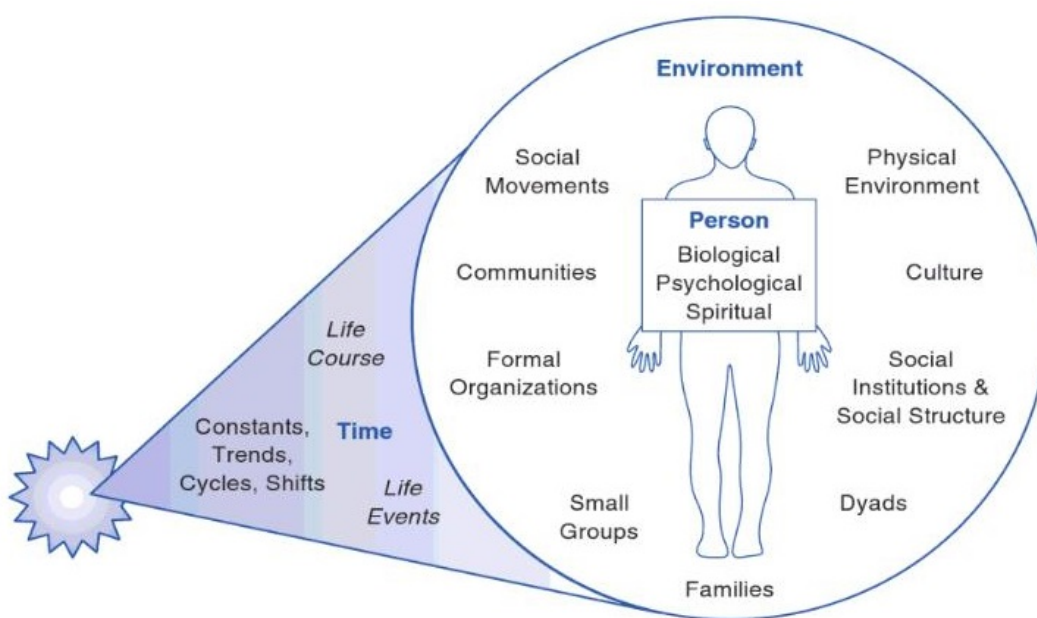 Environment
Social
Movements
Physical
Environment
Person
Biological
Psychological
Spiritual
Communities
Culture
Formal
Organizations
Social
Institutions &
Social Structure
Small
Groups
Dyads
Families
Life
Course
Constants,
Trends,
Cycles, Shifts
Time
Life
Events